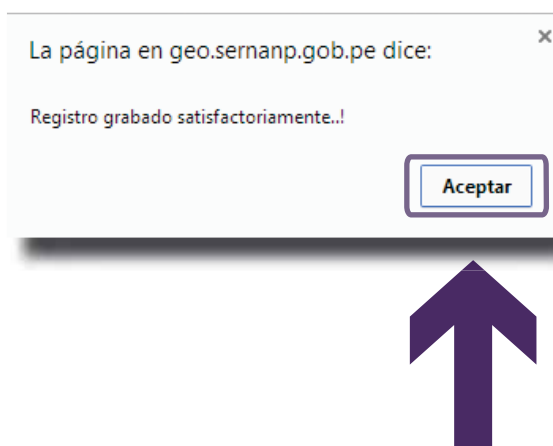 La página en geo.sernanp.gob.pe dice:
Registro grabado satisfactoriamente..!
Aceptar